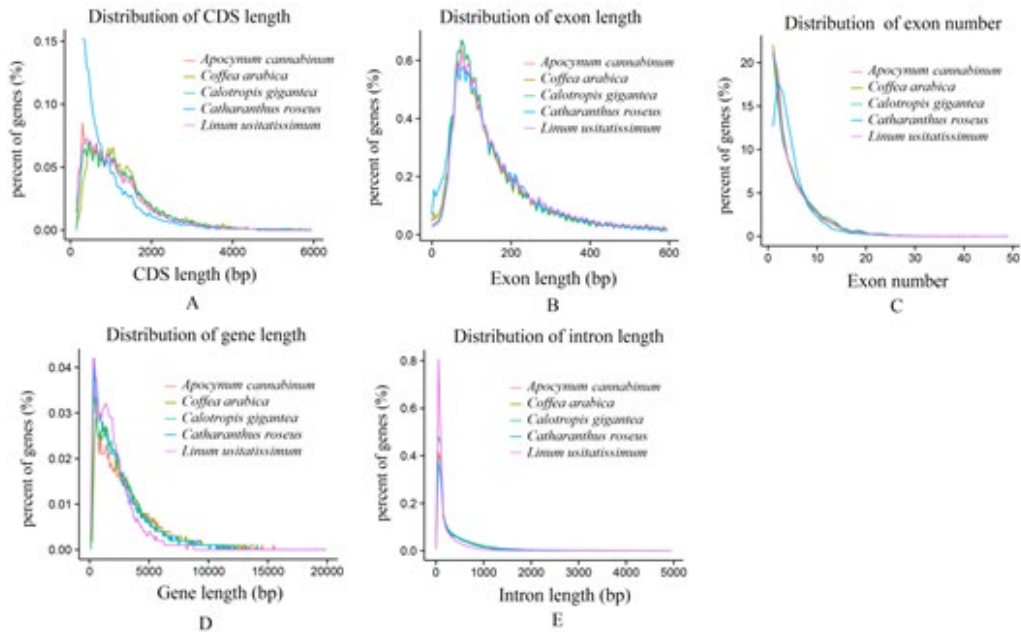 Distribution of CDS length
percent of genes (%)
0.15
0.10
0.05
0.00
Apocynum cannabinum
Coffea arabica
Calotropis gigantea
Catharanthus roseus
Linum usitatissimum
0
2000
4000
6000
CDS length (bp)
A
Distribution of exon length
percent of genes (%)
0.6
0.4
0.2
0.0
Apocynum cannabinum
Coffea arabica
Calotropis gigantea
Catharanthus roseus
Linum usitatissimum
0
200
400
600
Exon length (bp)
B
Distribution of exon number
percent of genes (%)
20
15
10
5
0
Apocynum cannabinum
Coffea arabica
Calotropis gigantea
Catharanthus roseus
Linum usitatissimum
0
10
20
30
40
50
Exon number
C
Distribution of gene length
percent of genes (%)
0.04
0.03
0.02
0.01
0.00
Apocynum cannabinum
Coffea arabica
Calotropis gigantea
Catharanthus roseus
Linum usitatissimum
0
5000
10000
15000
20000
Gene length (bp)
D
Distribution of intron length
percent of genes (%)
0.8
0.6
0.4
0.2
0.0
Apocynum cannabinum
Coffea arabica
Calotropis gigantea
Catharanthus roseus
Linum usitatissimum
0
1000
2000
3000
4000
5000
Intron length (bp)
E